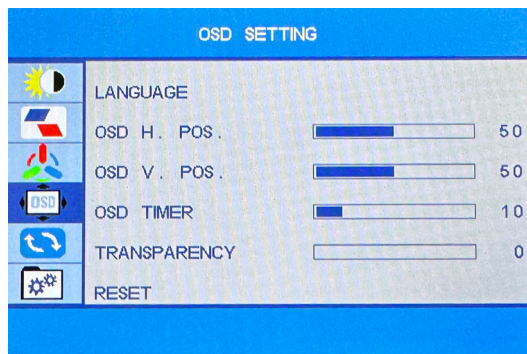 OSD SETTING
LANGUAGE
OSD H. POS. 50
OSD V. POS. 50
OSD OSD TIMER 10
TRANSPARENCY 0
RESET